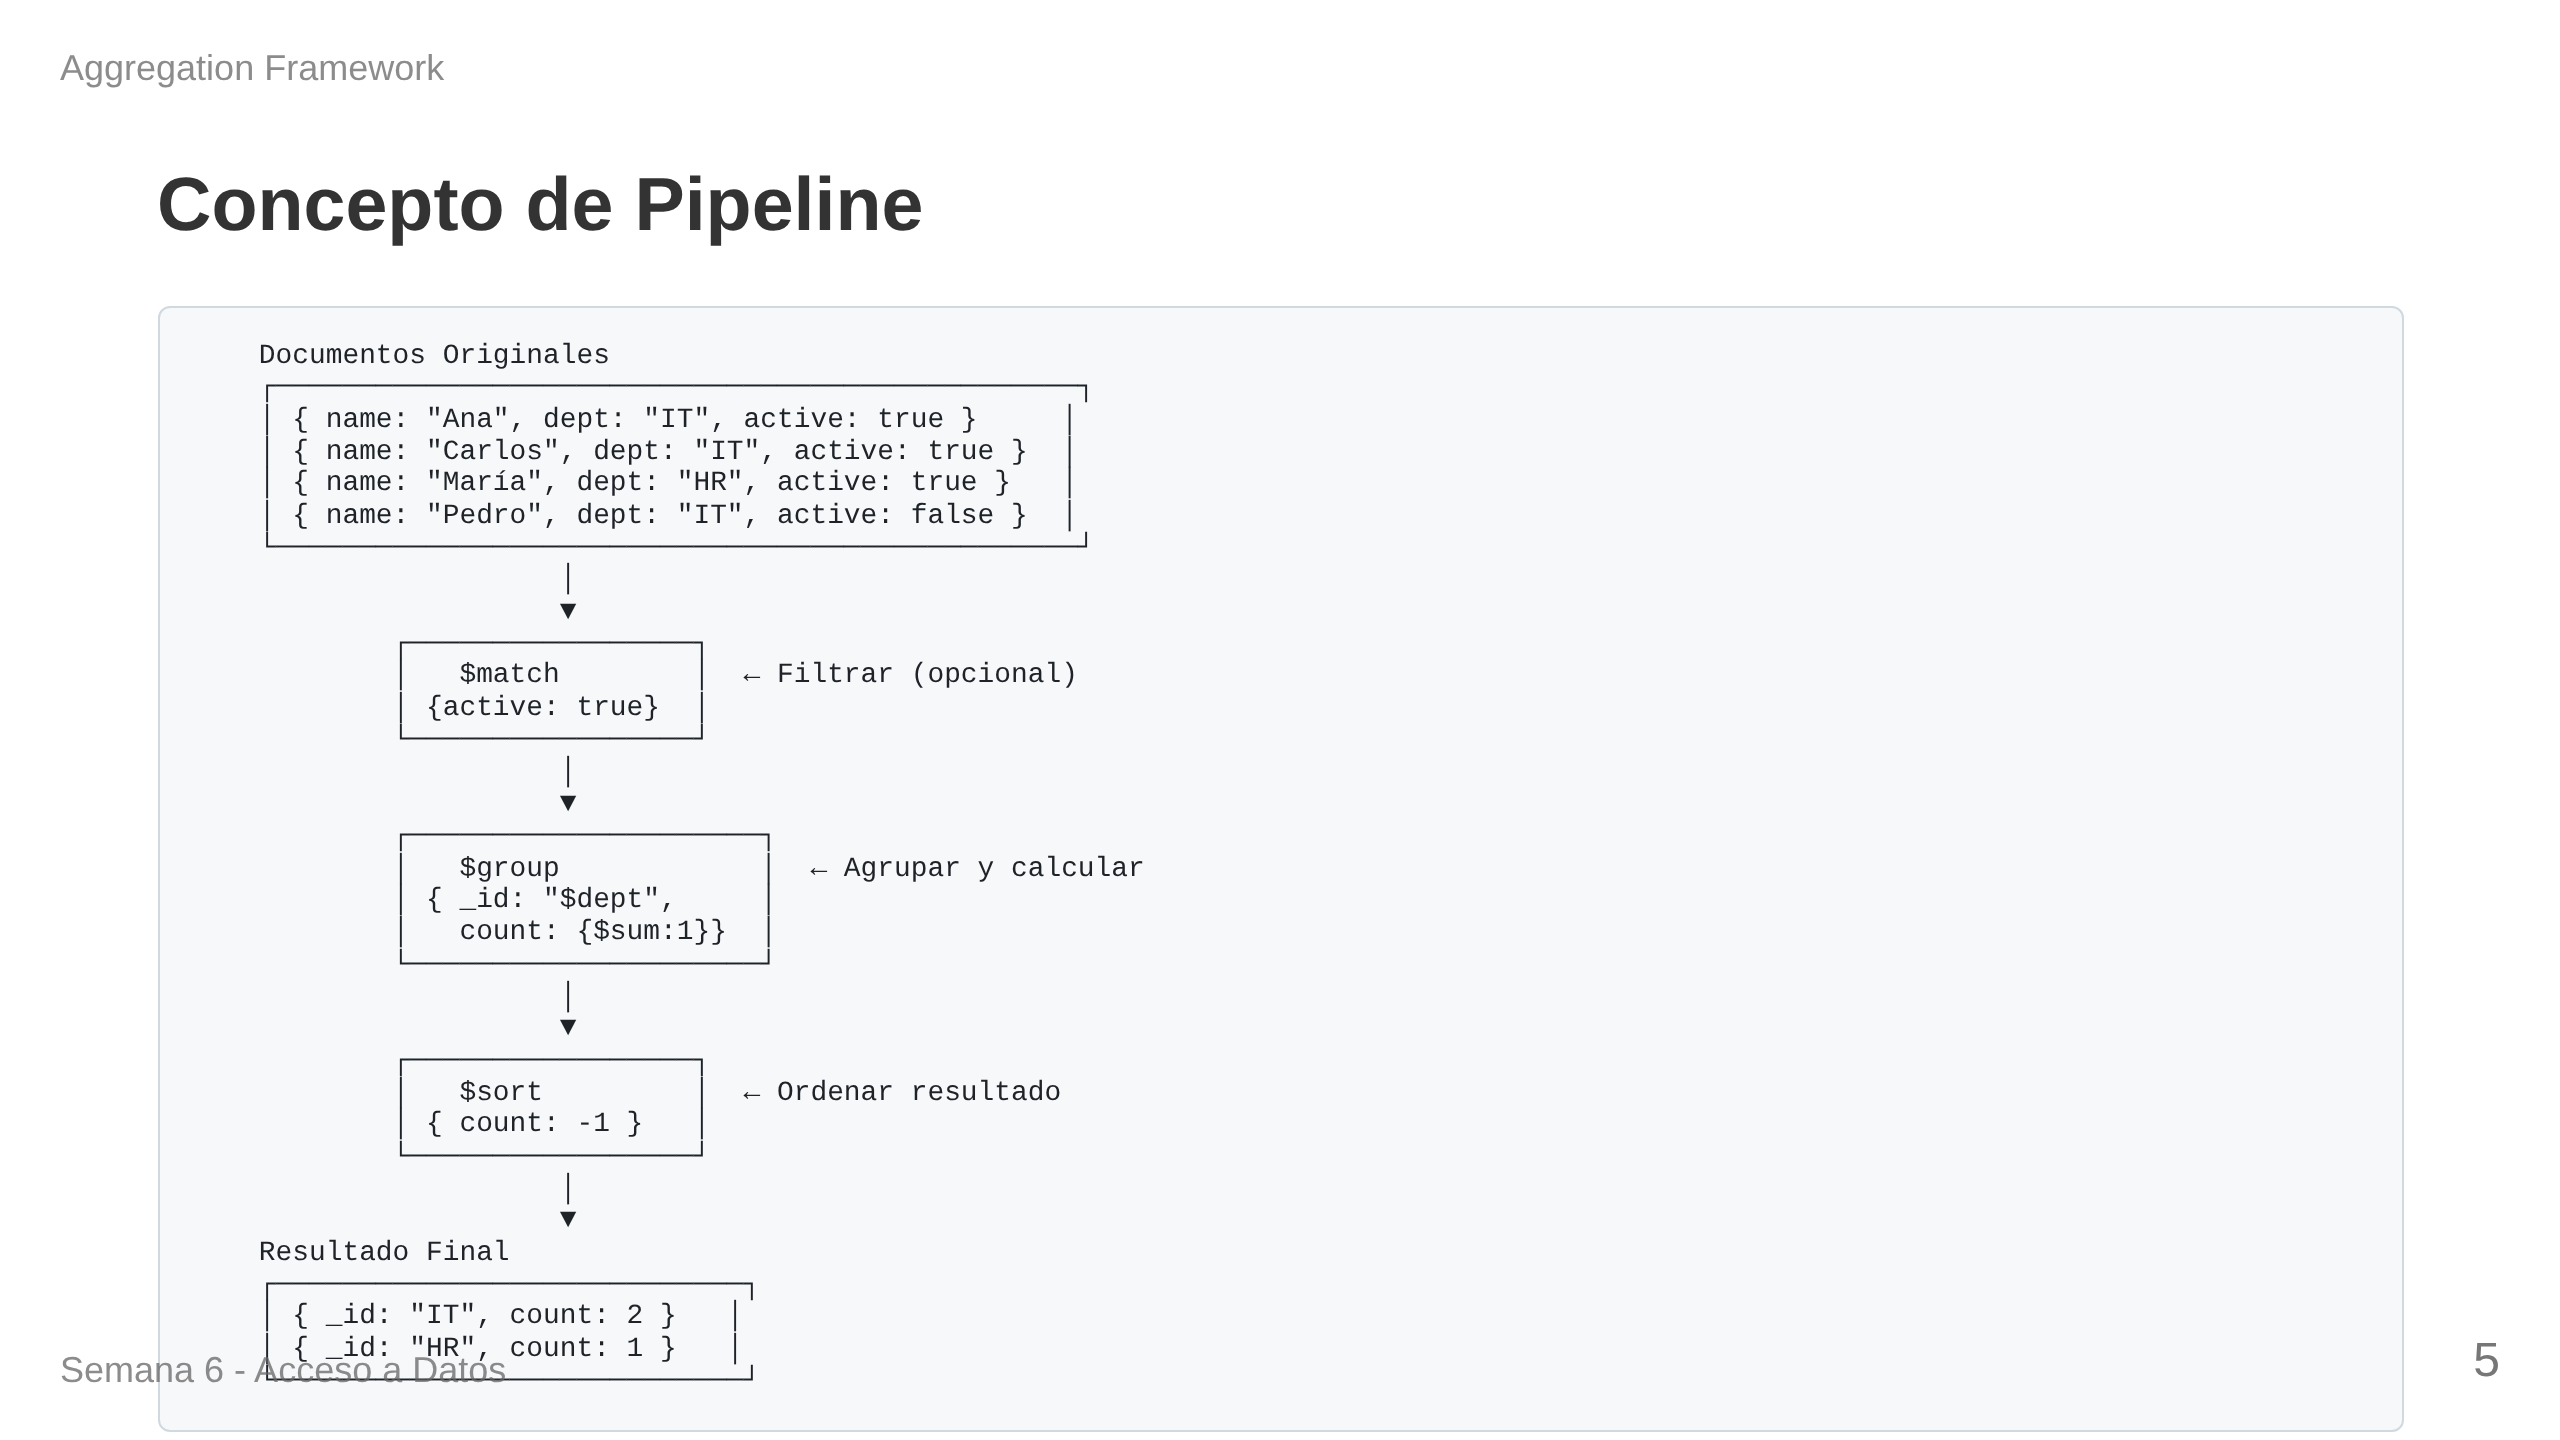 Aggregation Framework
Concepto de Pipeline
Documentos Originales
{ name: "Ana", dept: "IT", active: true }
{ name: "Carlos", dept: "IT", active: true }
{ name: "María", dept: "HR", active: true }
{ name: "Pedro", dept: "IT", active: false }
▼
$match ← Filtrar (opcional)
{active: true}
▼
$group ← Agrupar y calcular
{ _id: "$dept",
count: {$sum:1}}
▼
$sort ← Ordenar resultado
{ count: -1 }
▼
Resultado Final
{ _id: "IT", count: 2 }
{ _id: "HR", count: 1 }
Semana 6 - Acceso a Datos
5